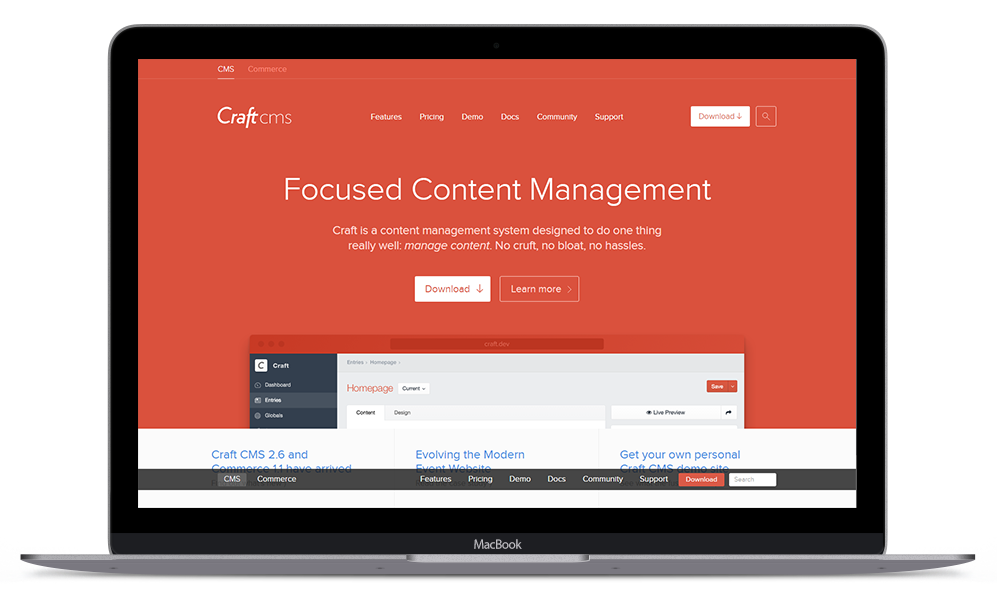 CMS Commerce
Craft cms Features Pricing Demo Docs Community Support Download ↓
Focused Content Management
Craft is a content management system designed to do one thing
really well: manage content. No cruft, no bloat, no hassles.
Download ↓ Learn more >
craft.dev
C Craft
Dashboard
Entries
Globals
Entries › Homepage ›
Homepage Current Save
Content Design Live Preview
Craft CMS 2.6 and
Commerce 1.1 have arrived
Evolving the Modern
Event Website
Get your own personal
Craft CMS demo site
CMS Commerce Features Pricing Demo Docs Community Support Download Search
MacBook